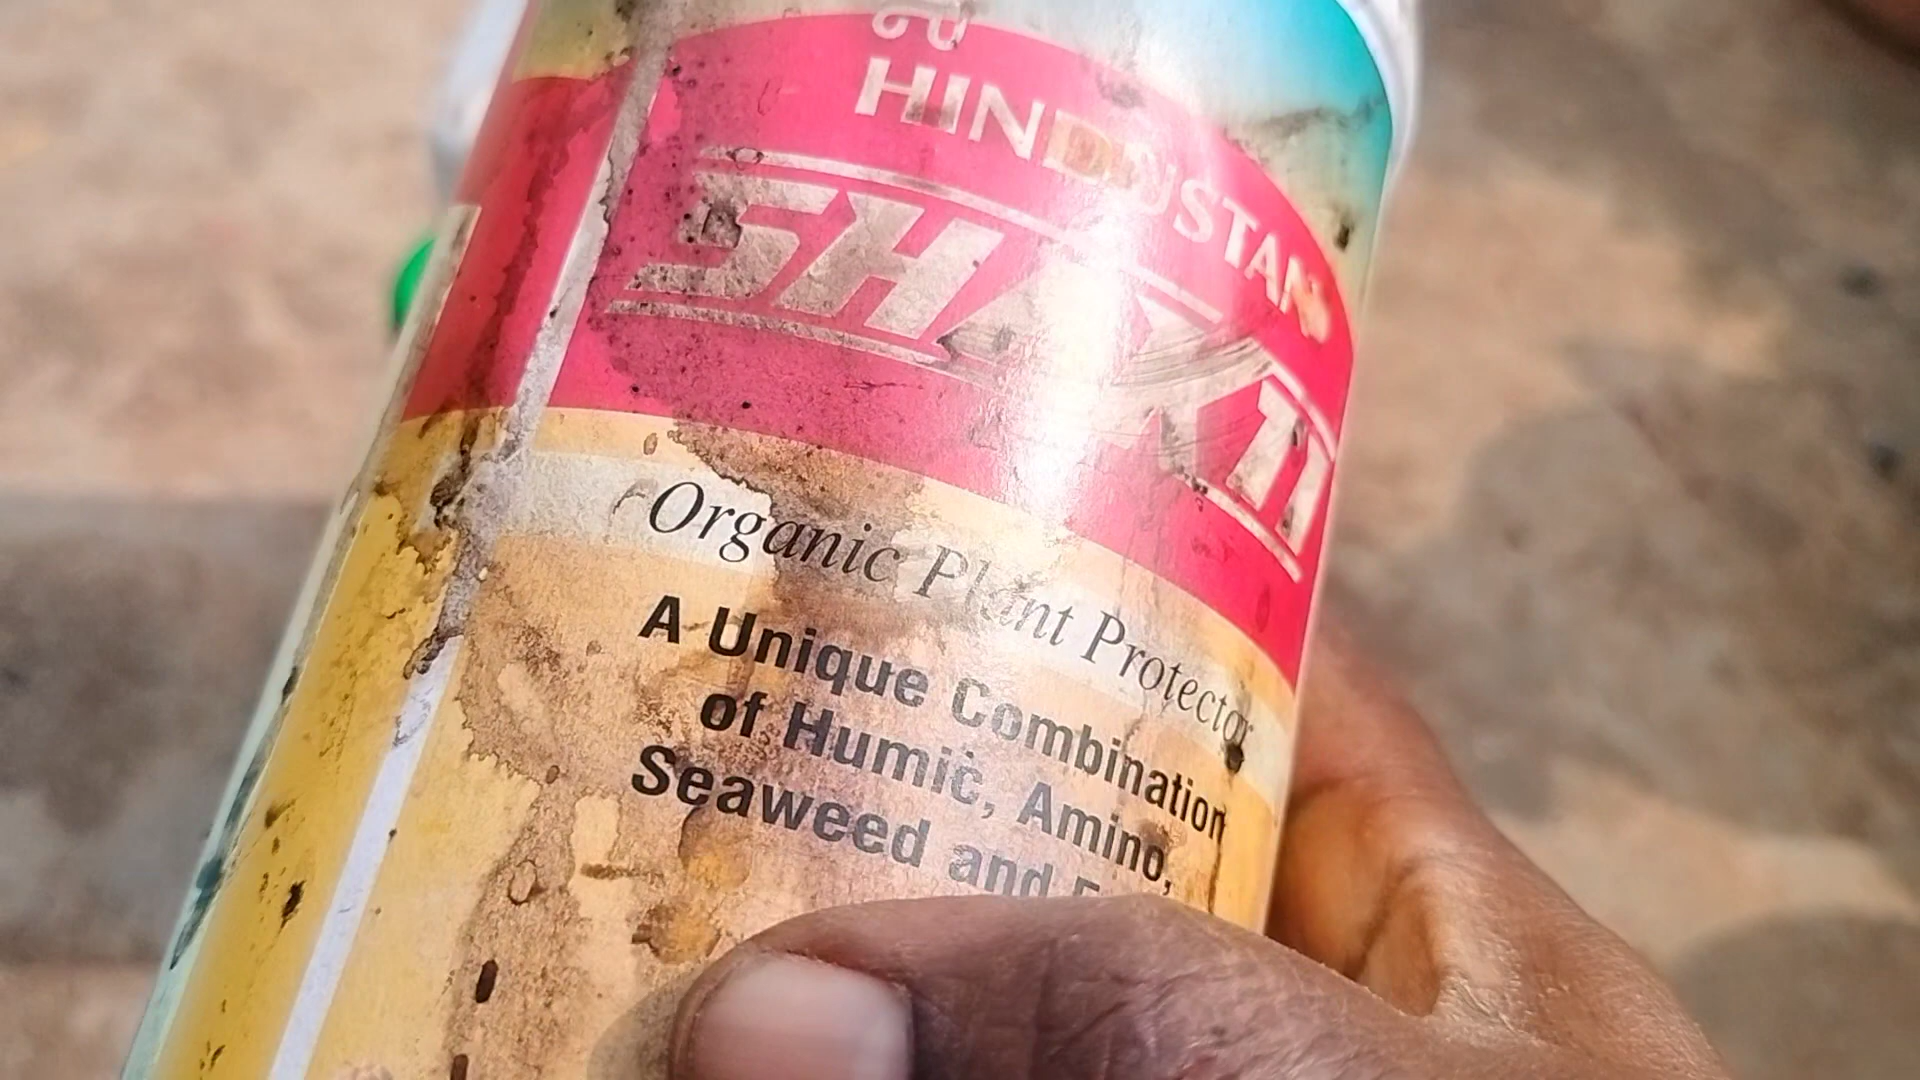 HINDUSTAN
SHAKTI
Organic Plant Protector
A Unique Combination
of Humic, Amino,
Seaweed and